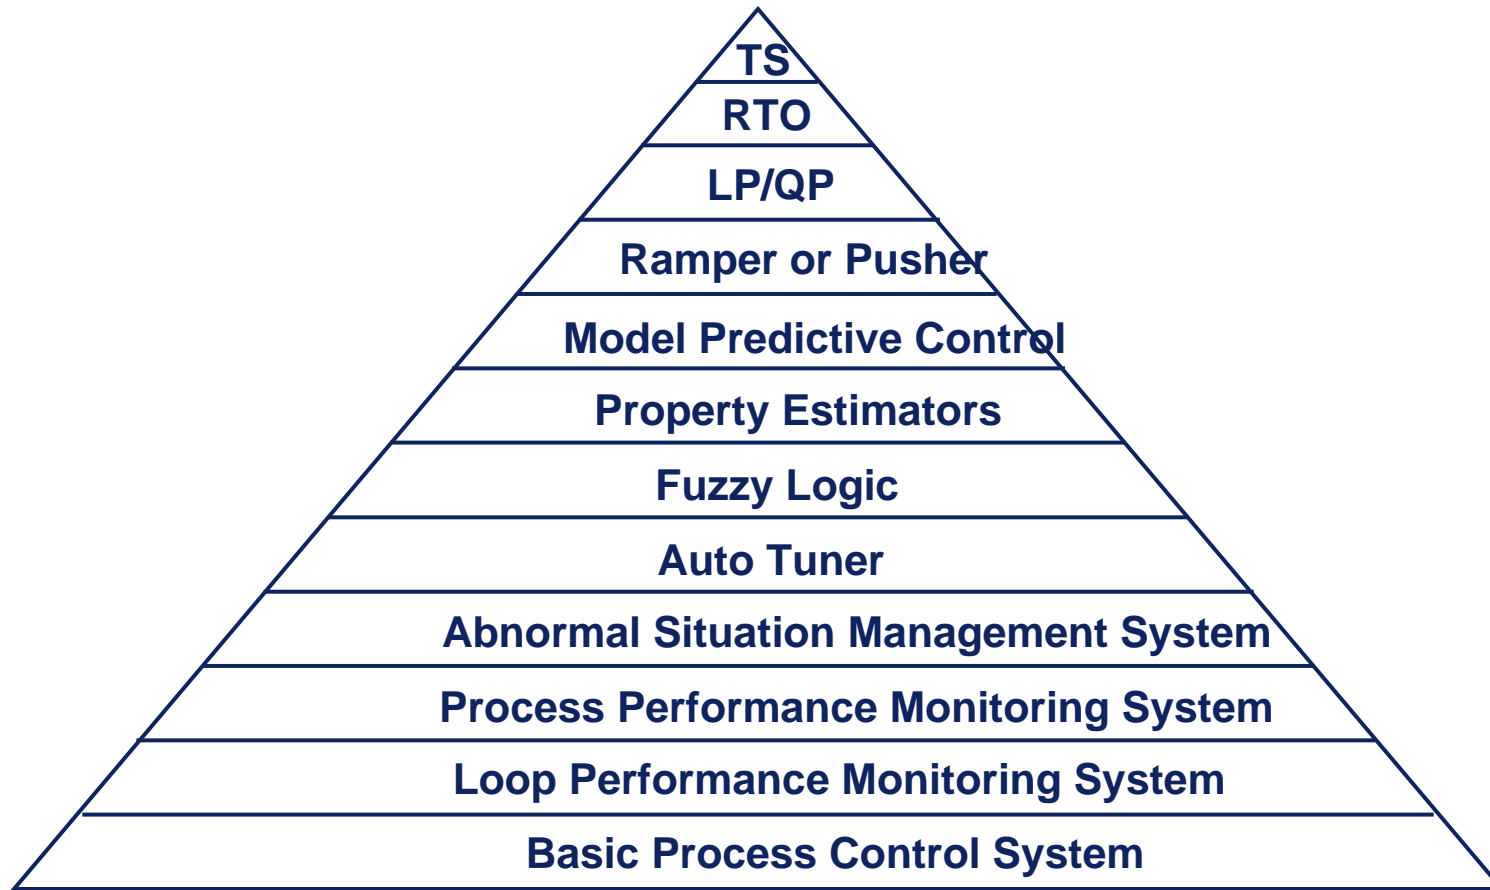 TS
RTO
LP/QP
Ramper or Pusher
Model Predictive Control
Property Estimators
Fuzzy Logic
Auto Tuner
Abnormal Situation Management System
Process Performance Monitoring System
Loop Performance Monitoring System
Basic Process Control System